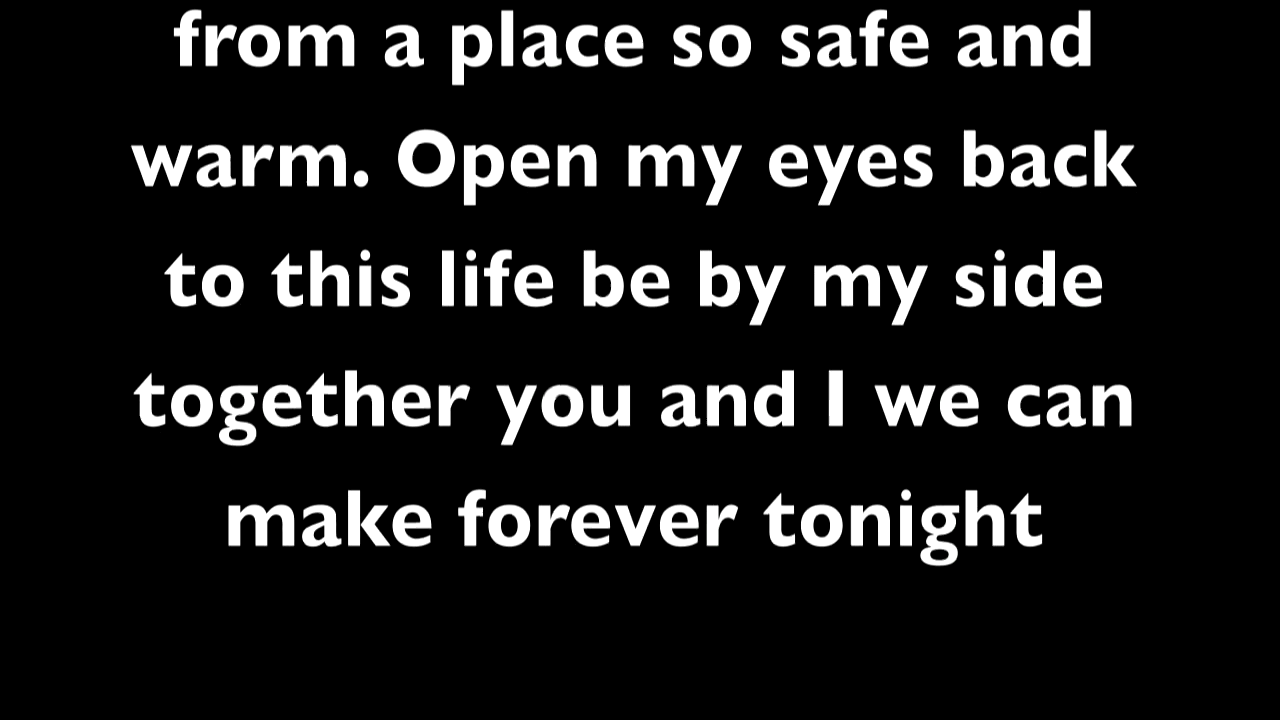 from a place so safe and
warm. Open my eyes back
to this life be by my side
together you and I we can
make forever tonight